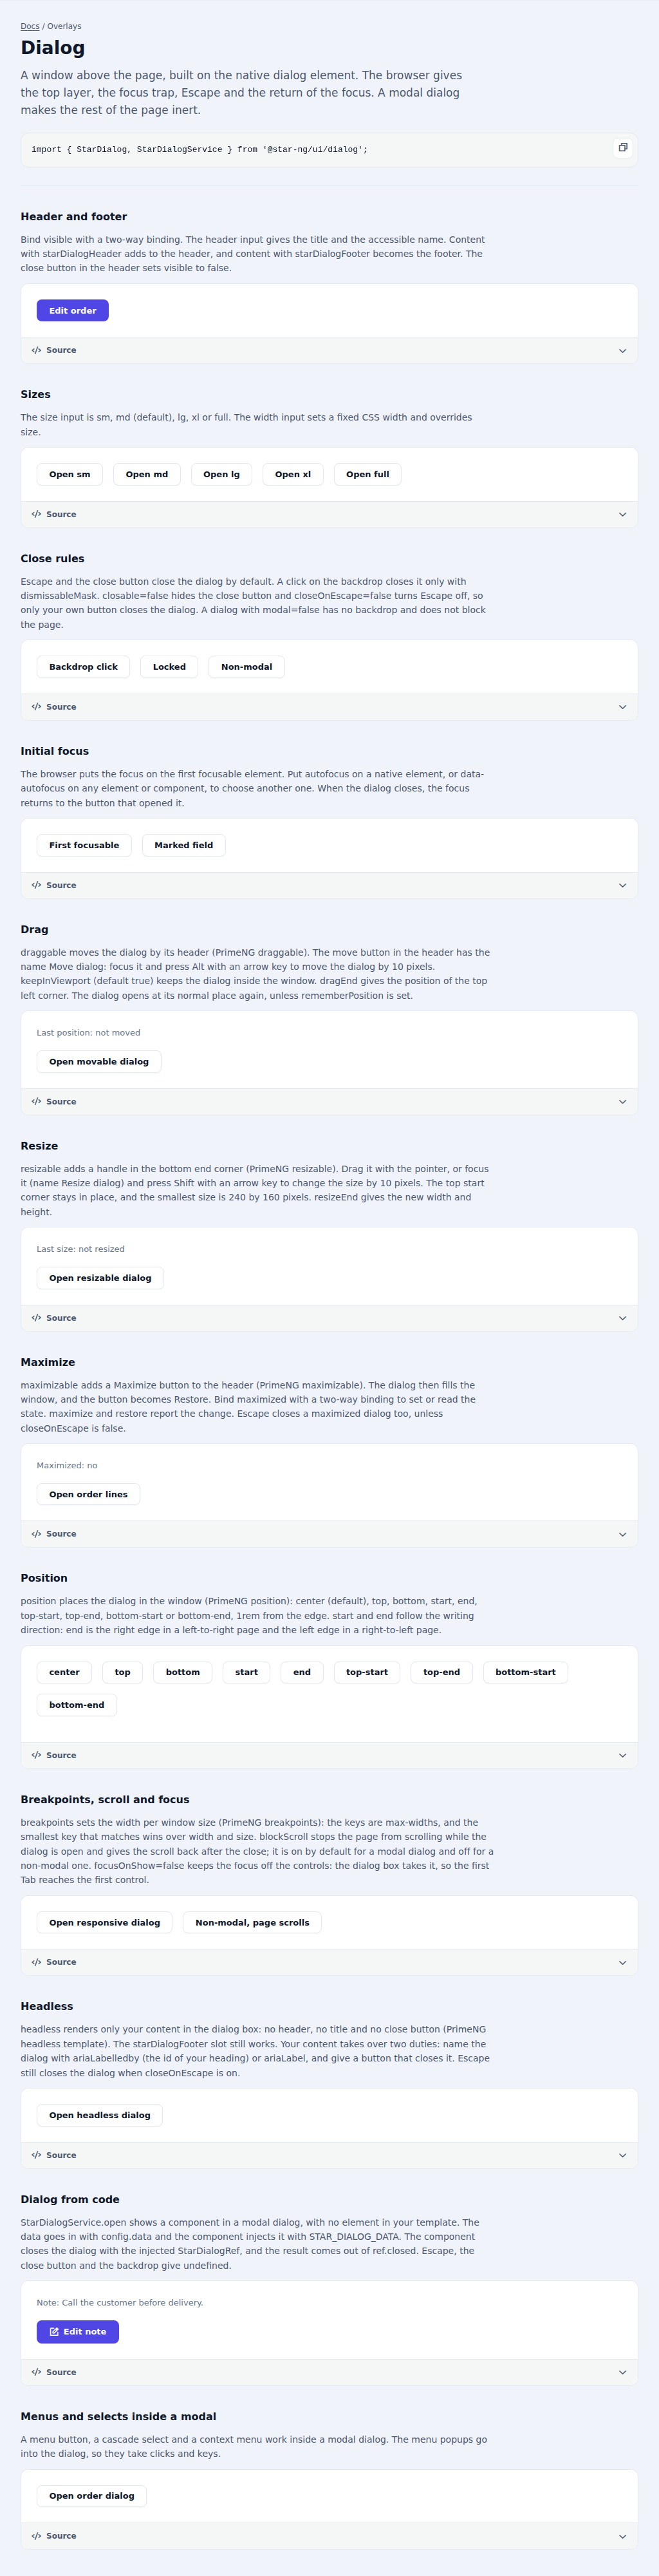 Docs / Overlays
Dialog
A window above the page, built on the native dialog element. The browser gives
the top layer, the focus trap, Escape and the return of the focus. A modal dialog
makes the rest of the page inert.
import { StarDialog, StarDialogService } from '@star-ng/ui/dialog';
Header and footer
Bind visible with a two-way binding. The header input gives the title and the accessible name. Content
with starDialogHeader adds to the header, and content with starDialogFooter becomes the footer. The
close button in the header sets visible to false.
Edit order
</> Source
Sizes
The size input is sm, md (default), lg, xl or full. The width input sets a fixed CSS width and overrides
size.
Open sm Open md Open lg Open xl Open full
</> Source
Close rules
Escape and the close button close the dialog by default. A click on the backdrop closes it only with
dismissableMask. closable=false hides the close button and closeOnEscape=false turns Escape off, so
only your own button closes the dialog. A dialog with modal=false has no backdrop and does not block
the page.
Backdrop click Locked Non-modal
</> Source
Initial focus
The browser puts the focus on the first focusable element. Put autofocus on a native element, or data-
autofocus on any element or component, to choose another one. When the dialog closes, the focus
returns to the button that opened it.
First focusable Marked field
</> Source
Drag
draggable moves the dialog by its header (PrimeNG draggable). The move button in the header has the
name Move dialog: focus it and press Alt with an arrow key to move the dialog by 10 pixels.
keepInViewport (default true) keeps the dialog inside the window. dragEnd gives the position of the top
left corner. The dialog opens at its normal place again, unless rememberPosition is set.
Last position: not moved
Open movable dialog
</> Source
Resize
resizable adds a handle in the bottom end corner (PrimeNG resizable). Drag it with the pointer, or focus
it (name Resize dialog) and press Shift with an arrow key to change the size by 10 pixels. The top start
corner stays in place, and the smallest size is 240 by 160 pixels. resizeEnd gives the new width and
height.
Last size: not resized
Open resizable dialog
</> Source
Maximize
maximizable adds a Maximize button to the header (PrimeNG maximizable). The dialog then fills the
window, and the button becomes Restore. Bind maximized with a two-way binding to set or read the
state. maximize and restore report the change. Escape closes a maximized dialog too, unless
closeOnEscape is false.
Maximized: no
Open order lines
</> Source
Position
position places the dialog in the window (PrimeNG position): center (default), top, bottom, start, end,
top-start, top-end, bottom-start or bottom-end, 1rem from the edge. start and end follow the writing
direction: end is the right edge in a left-to-right page and the left edge in a right-to-left page.
center top bottom start end top-start top-end bottom-start
bottom-end
</> Source
Breakpoints, scroll and focus
breakpoints sets the width per window size (PrimeNG breakpoints): the keys are max-widths, and the
smallest key that matches wins over width and size. blockScroll stops the page from scrolling while the
dialog is open and gives the scroll back after the close; it is on by default for a modal dialog and off for a
non-modal one. focusOnShow=false keeps the focus off the controls: the dialog box takes it, so the first
Tab reaches the first control.
Open responsive dialog Non-modal, page scrolls
</> Source
Headless
headless renders only your content in the dialog box: no header, no title and no close button (PrimeNG
headless template). The starDialogFooter slot still works. Your content takes over two duties: name the
dialog with ariaLabelledby (the id of your heading) or ariaLabel, and give a button that closes it. Escape
still closes the dialog when closeOnEscape is on.
Open headless dialog
</> Source
Dialog from code
StarDialogService.open shows a component in a modal dialog, with no element in your template. The
data goes in with config.data and the component injects it with STAR_DIALOG_DATA. The component
closes the dialog with the injected StarDialogRef, and the result comes out of ref.closed. Escape, the
close button and the backdrop give undefined.
Note: Call the customer before delivery.
Edit note
</> Source
Menus and selects inside a modal
A menu button, a cascade select and a context menu work inside a modal dialog. The menu popups go
into the dialog, so they take clicks and keys.
Open order dialog
</> Source